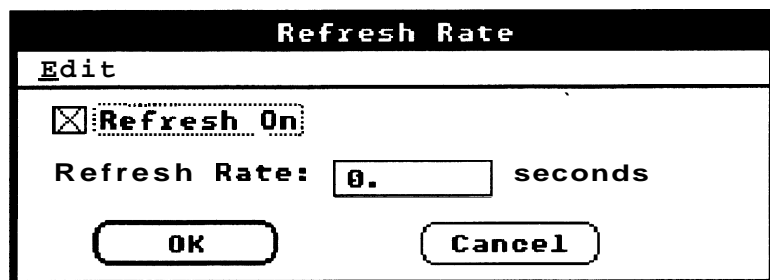 Refresh Rate
Edit
Refresh On
Refresh Rate: 0. seconds
OK Cancel